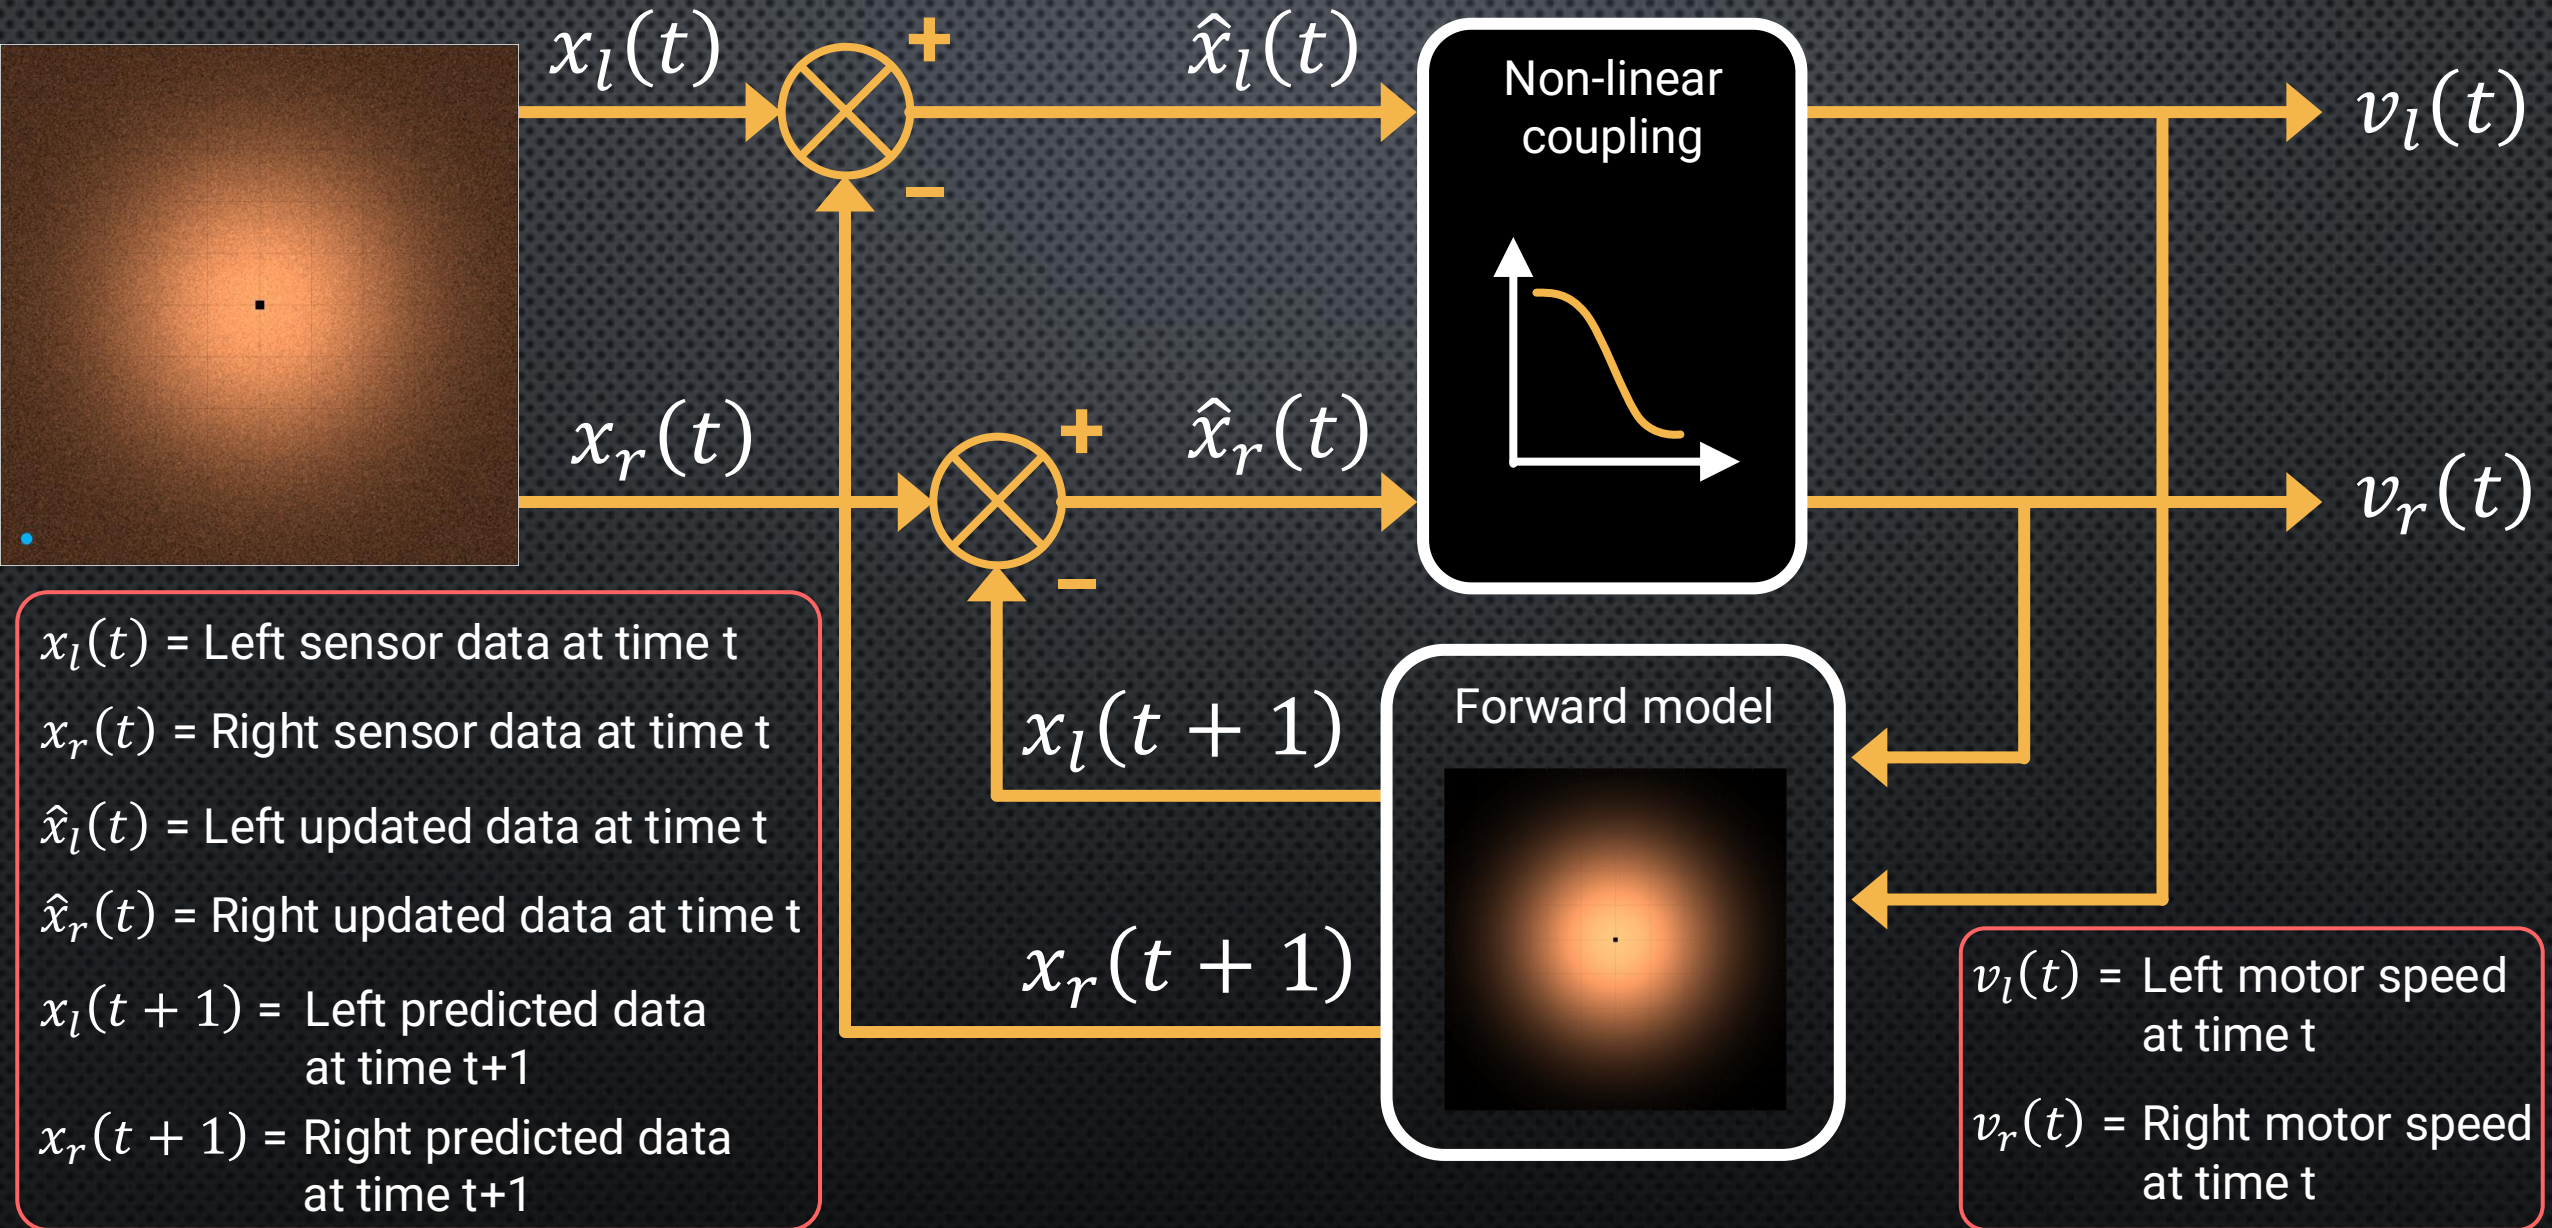 x_l(t)
+
x̂_l(t)
Non-linear
coupling
v_l(t)
−
x_r(t)
+
x̂_r(t)
v_r(t)
−
x_l(t) = Left sensor data at time t
x_r(t) = Right sensor data at time t
x̂_l(t) = Left updated data at time t
x̂_r(t) = Right updated data at time t
x_l(t + 1) = Left predicted data
at time t+1
x_r(t + 1) = Right predicted data
at time t+1
x_l(t + 1)
x_r(t + 1)
Forward model
v_l(t) = Left motor speed
at time t
v_r(t) = Right motor speed
at time t